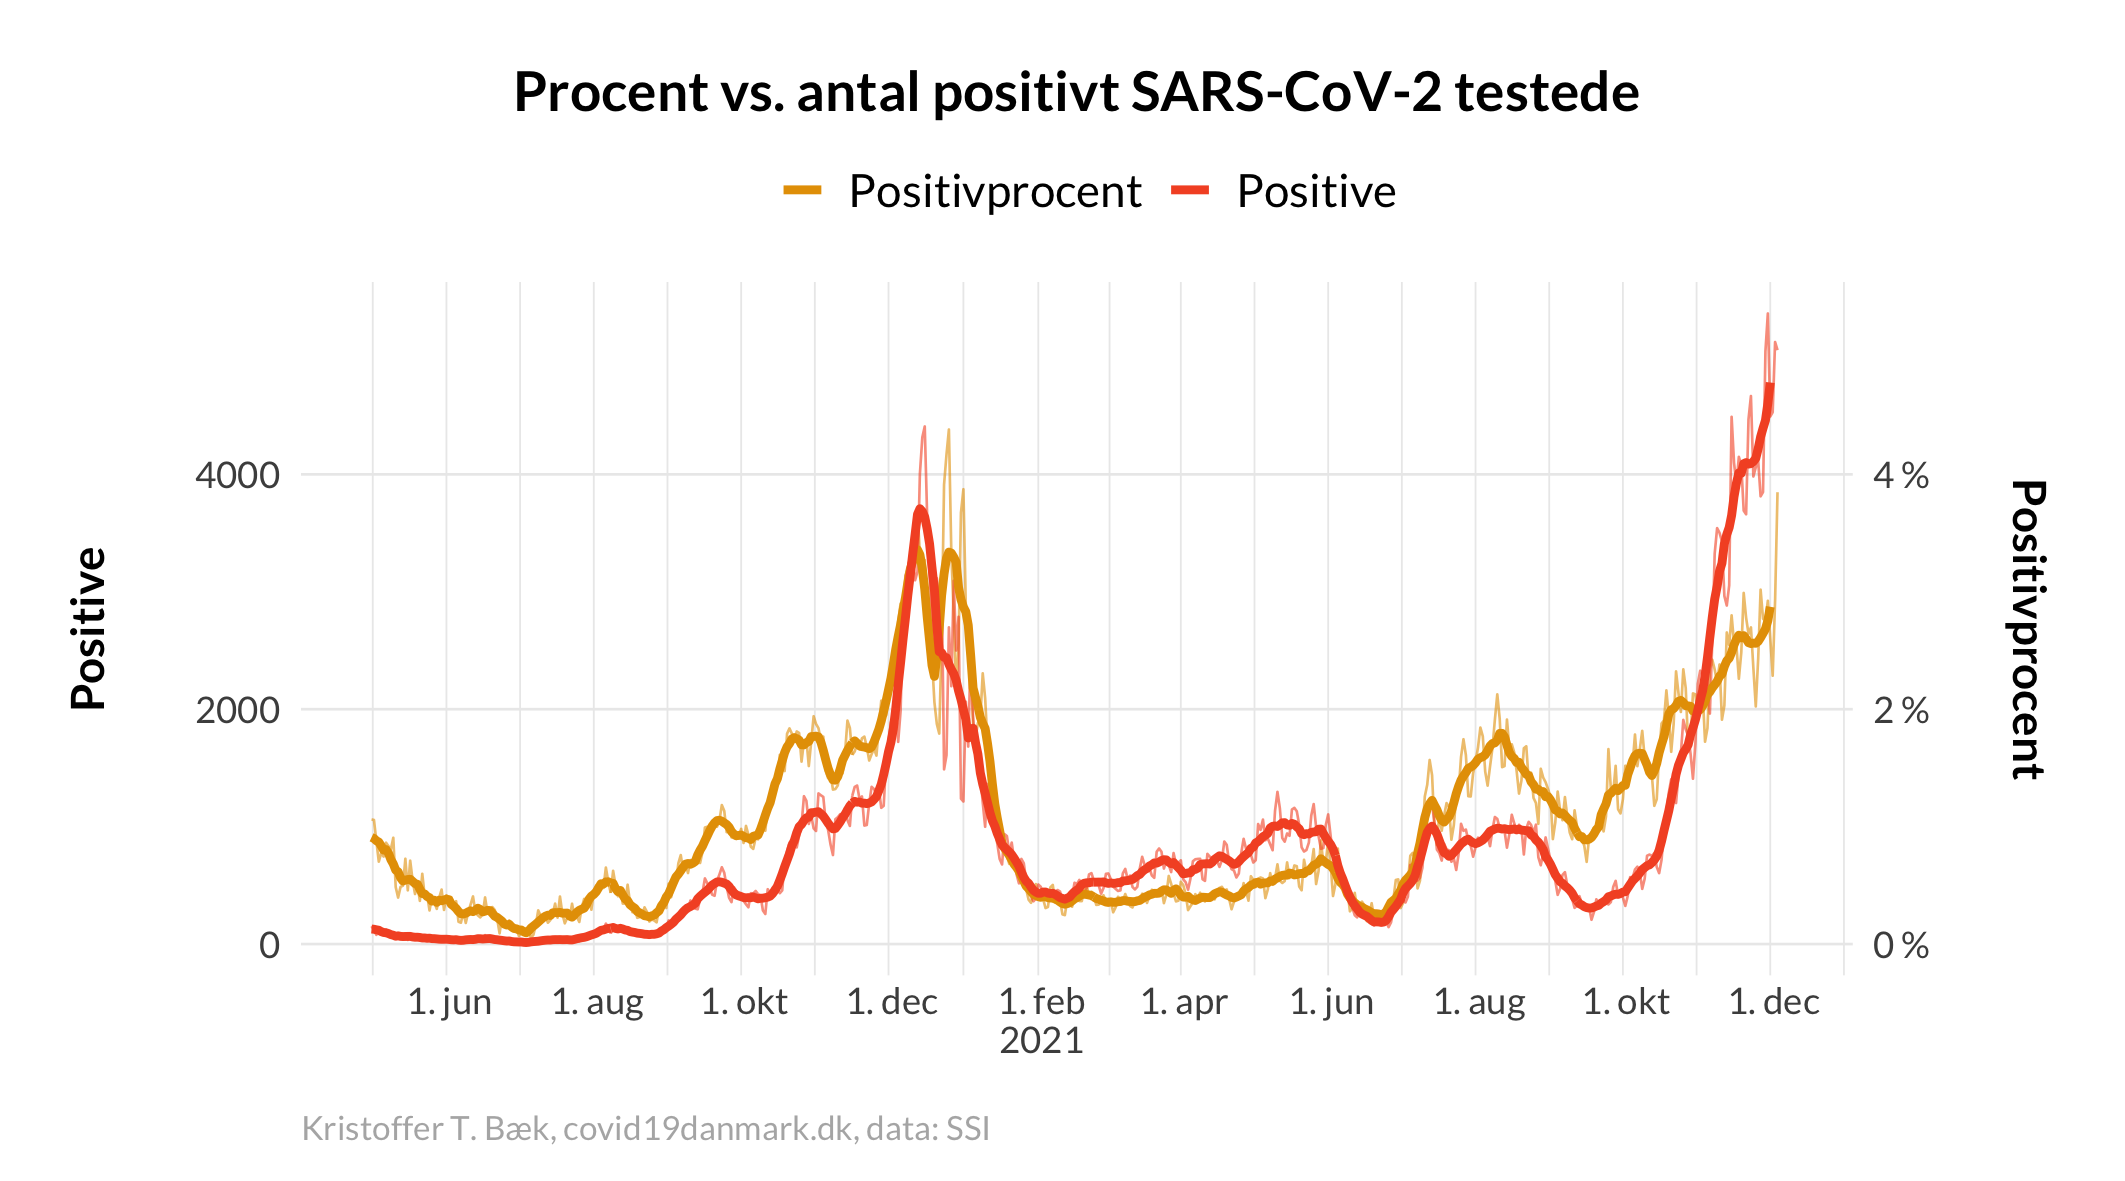 Procent vs. antal positivt SARS-CoV-2 testede
Positivprocent Positive
Positive
4000
2000
0
4 %
2 %
0 %
Positivprocent
1. jun 1. aug 1. okt 1. dec 1. feb 1. apr 1. jun 1. aug 1. okt 1. dec
2021
Kristoffer T. Bæk, covid19danmark.dk, data: SSI